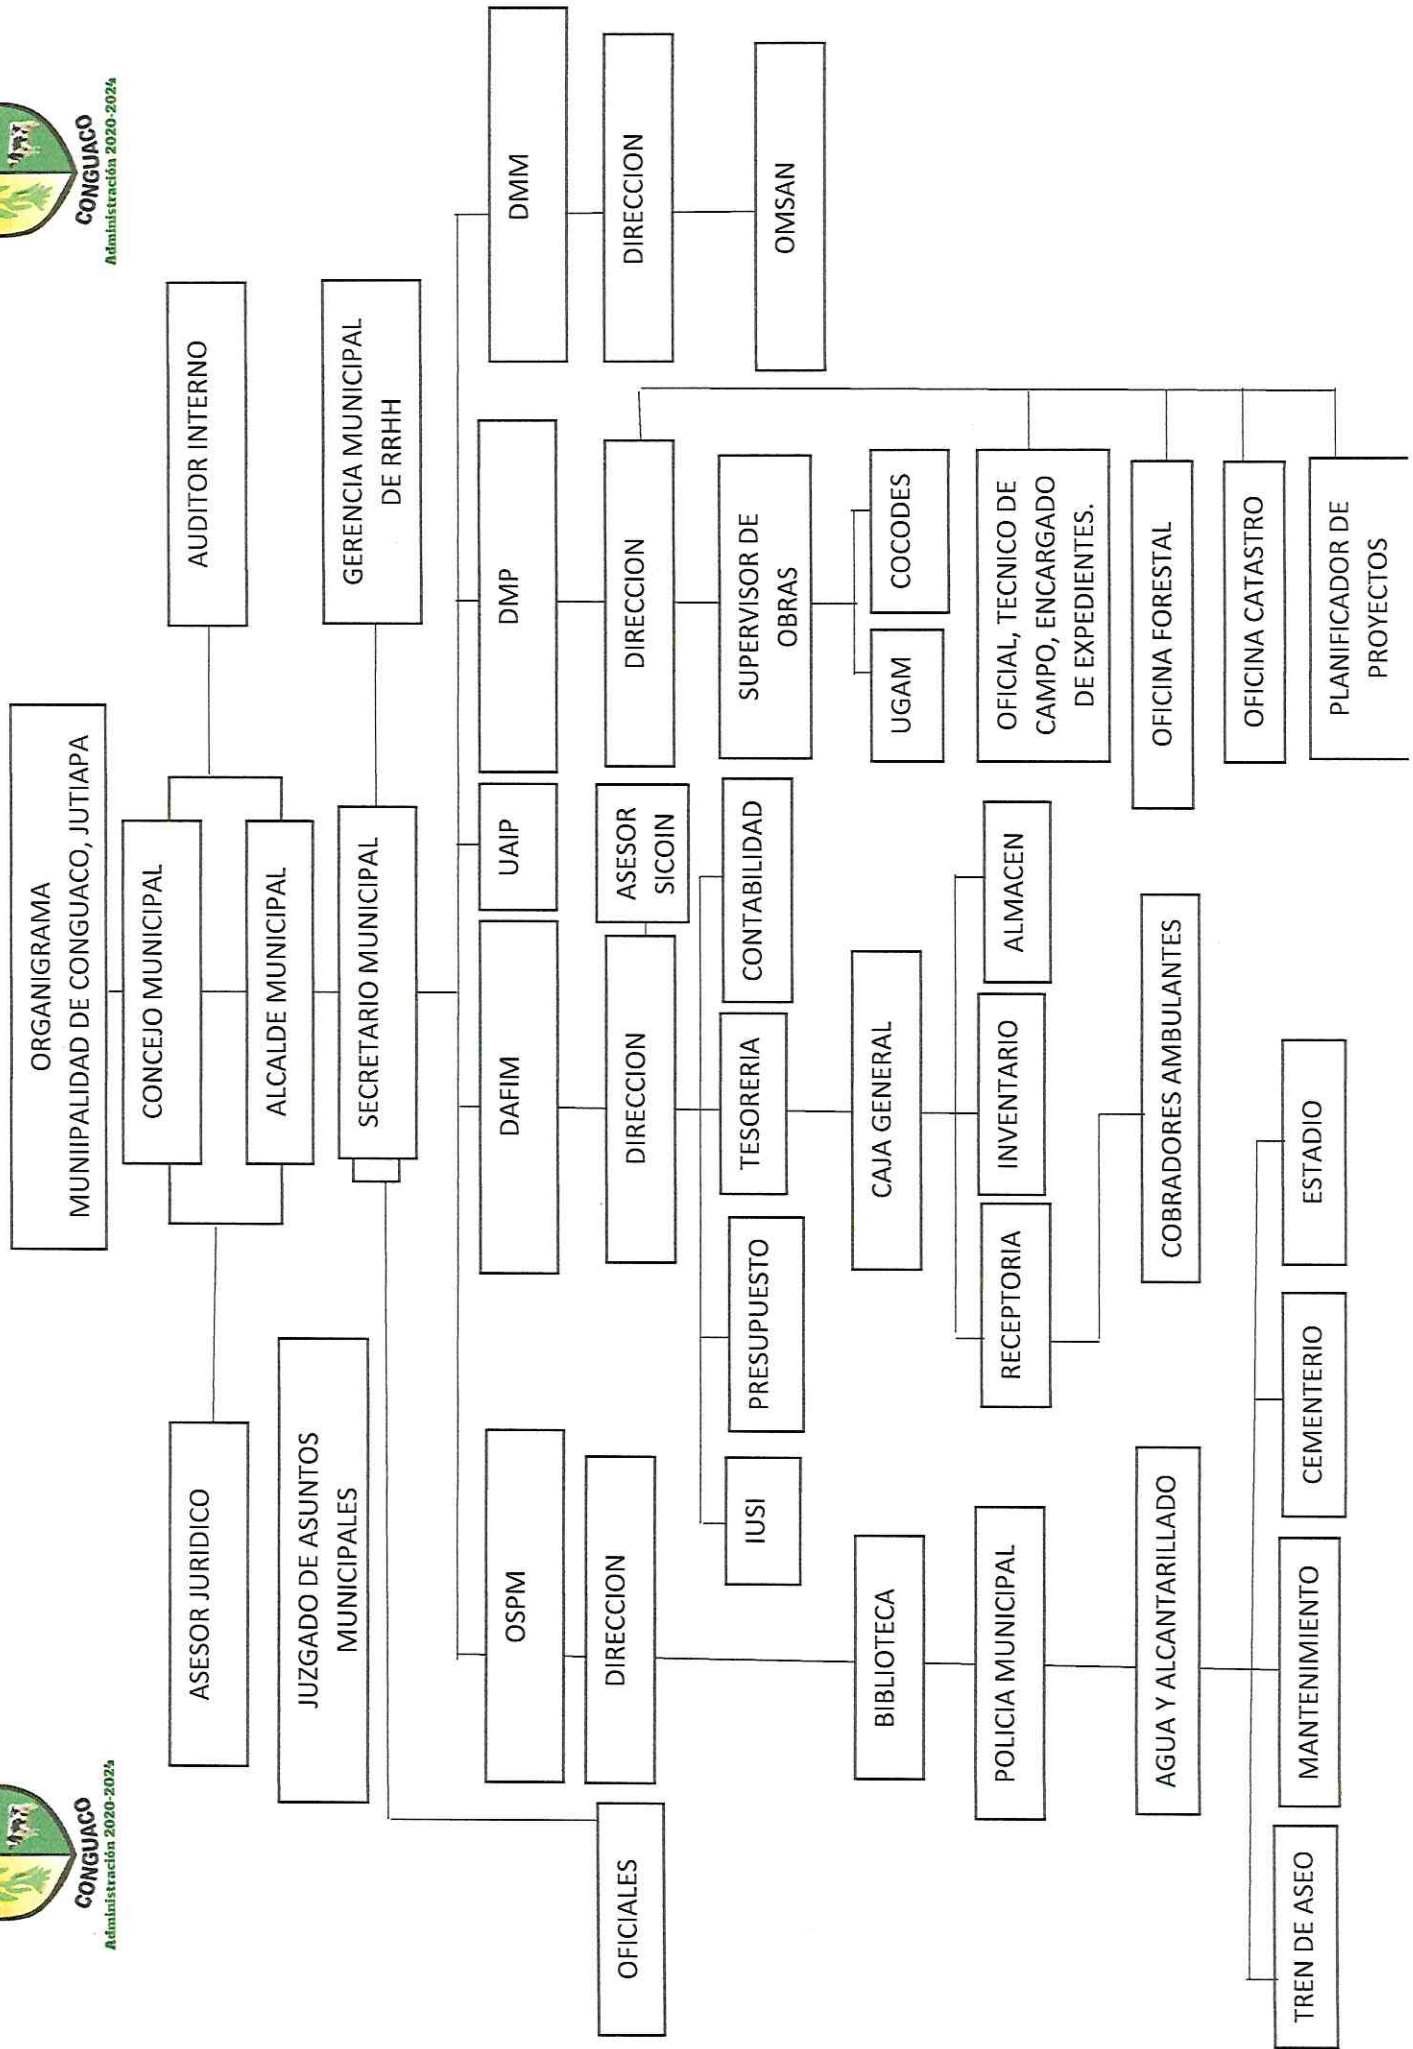 CONGUACO
Administración 2020-2024
CONGUACO
Administración 2020-2024
ORGANIGRAMA
MUNIIPALIDAD DE CONGUACO, JUTIAPA
CONCEJO MUNICIPAL
ASESOR JURIDICO
AUDITOR INTERNO
ALCALDE MUNICIPAL
JUZGADO DE ASUNTOS
MUNICIPALES
SECRETARIO MUNICIPAL
GERENCIA MUNICIPAL
DE RRHH
OSPM
DAFIM
UAIP
DMP
DMM
OFICIALES
DIRECCION
DIRECCION
ASESOR
SICOIN
DIRECCION
DIRECCION
IUSI
PRESUPUESTO
TESORERIA
CONTABILIDAD
SUPERVISOR DE
OBRAS
OMSAN
BIBLIOTECA
CAJA GENERAL
UGAM
COCODES
POLICIA MUNICIPAL
RECEPTORIA
INVENTARIO
ALMACEN
OFICIAL, TECNICO DE
CAMPO, ENCARGADO
DE EXPEDIENTES.
AGUA Y ALCANTARILLADO
COBRADORES AMBULANTES
OFICINA FORESTAL
OFICINA CATASTRO
TREN DE ASEO
MANTENIMIENTO
CEMENTERIO
ESTADIO
PLANIFICADOR DE
PROYECTOS